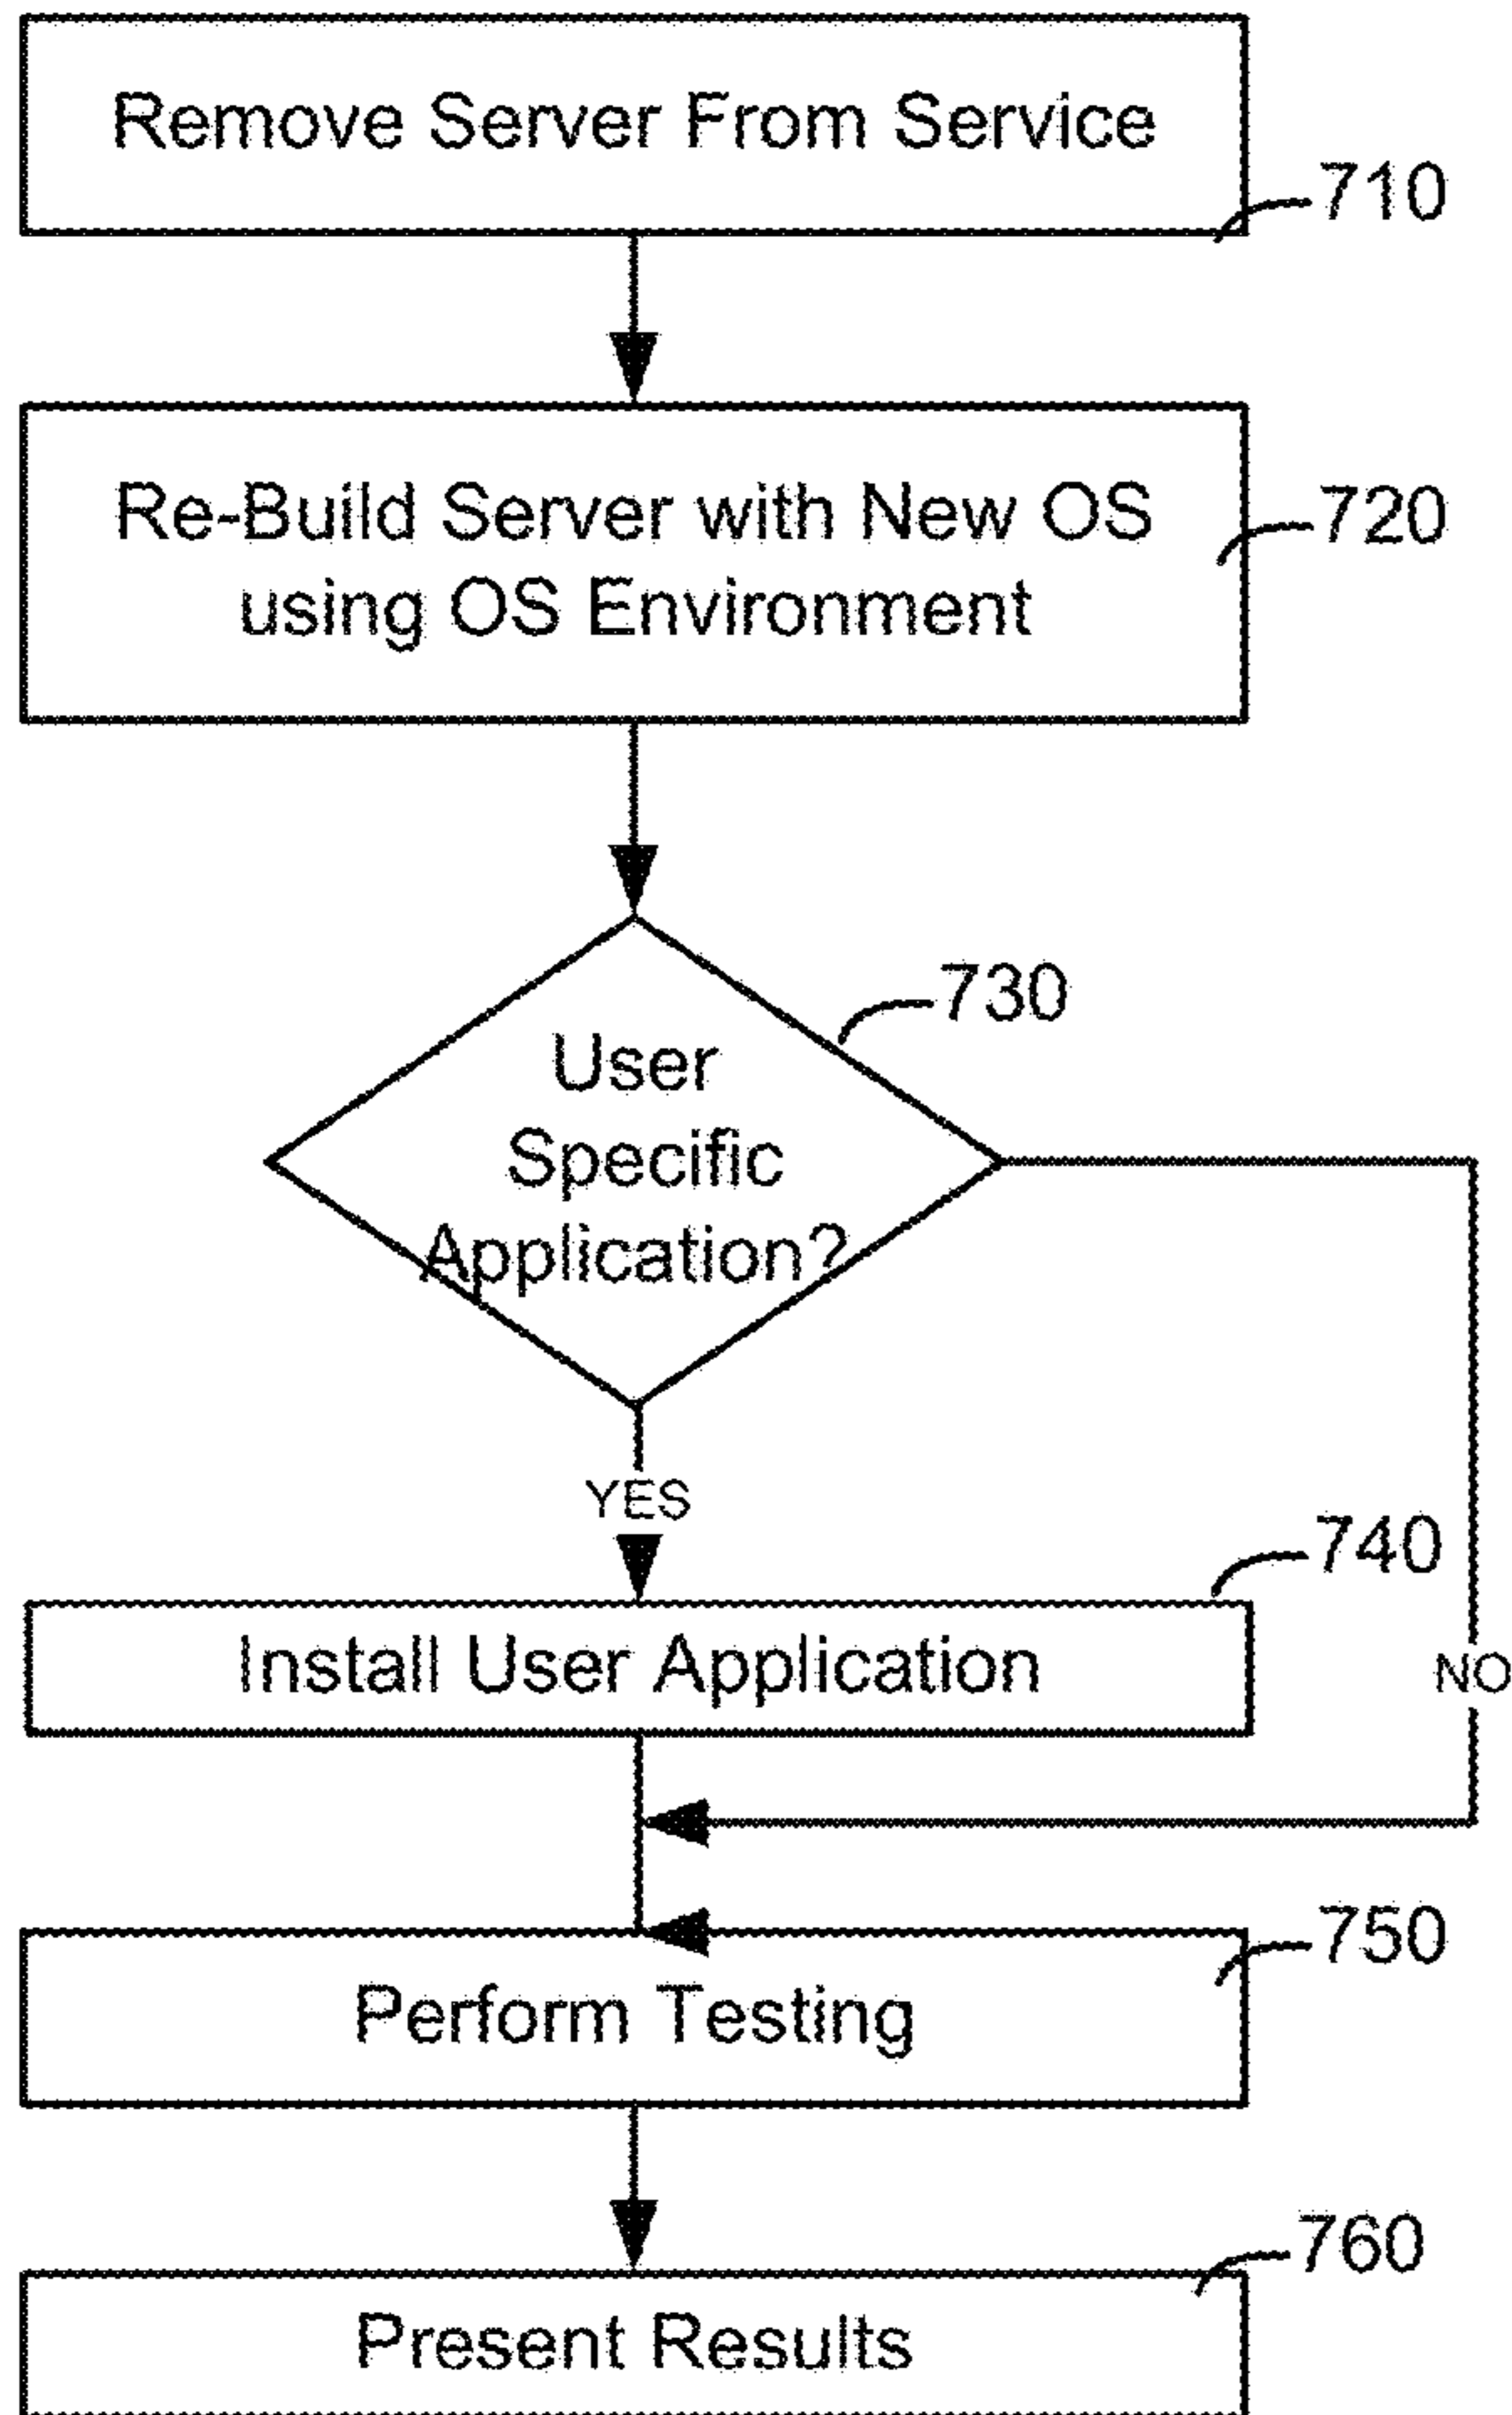 Remove Server From Service
710
Re-Build Server with New OS
using OS Environment
720
730
User
Specific
Application?
YES
740
Install User Application
NO
750
Perform Testing
760
Present Results